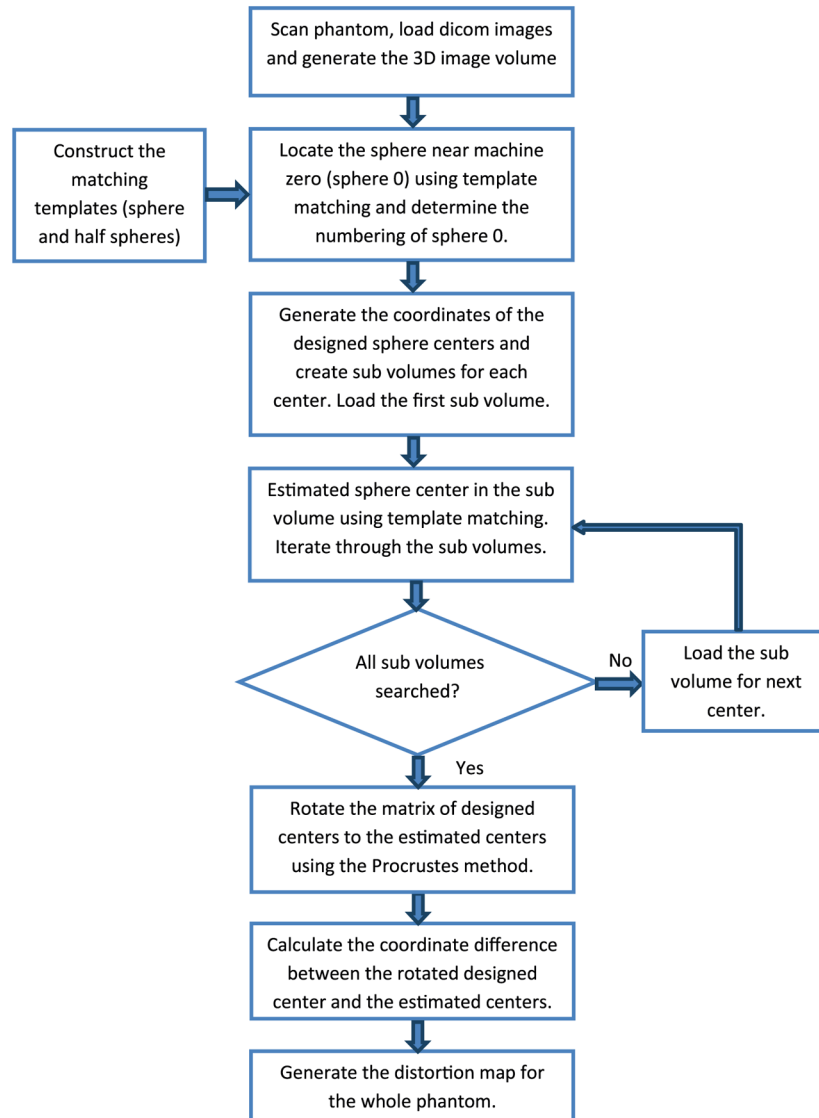 Scan phantom, load dicom images
and generate the 3D image volume
Construct the
matching
templates (sphere
and half spheres)
Locate the sphere near machine
zero (sphere 0) using template
matching and determine the
numbering of sphere 0.
Generate the coordinates of the
designed sphere centers and
create sub volumes for each
center. Load the first sub volume.
Estimated sphere center in the sub
volume using template matching.
Iterate through the sub volumes.
All sub volumes
searched?
No
Load the sub
volume for next
center.
Yes
Rotate the matrix of designed
centers to the estimated centers
using the Procrustes method.
Calculate the coordinate difference
between the rotated designed
center and the estimated centers.
Generate the distortion map for
the whole phantom.